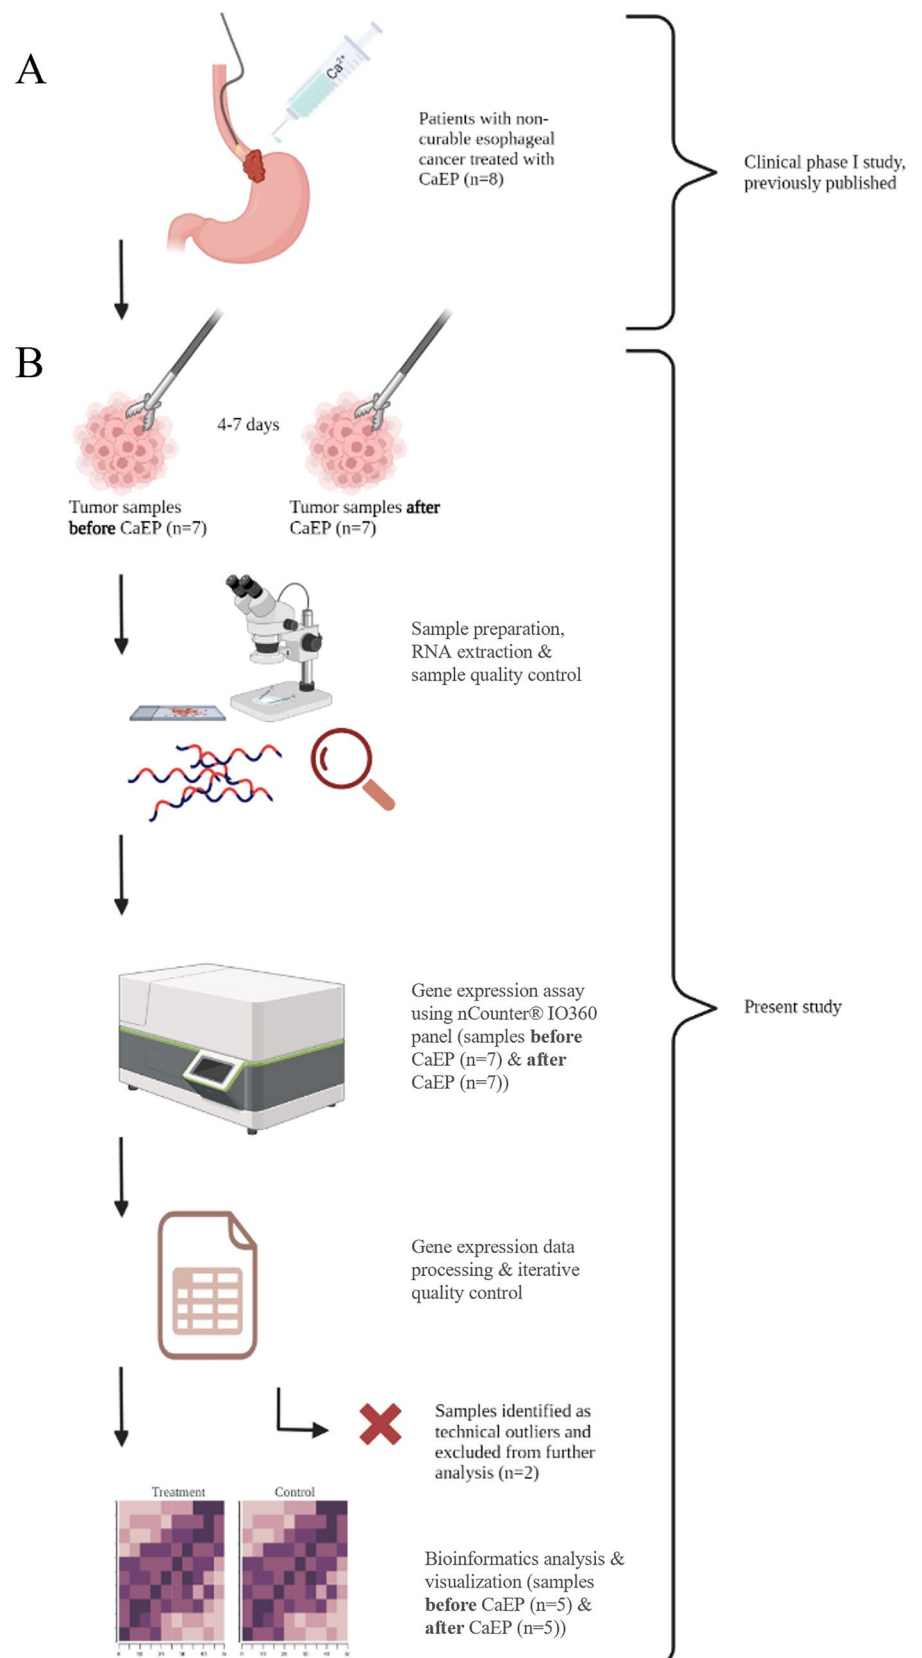 A
Ca²⁺
Patients with non-
curable esophageal
cancer treated with
CaEP (n=8)
Clinical phase I study,
previously published
B
4-7 days
Tumor samples
before CaEP (n=7)
Tumor samples after
CaEP (n=7)
Sample preparation,
RNA extraction &
sample quality control
Gene expression assay
using nCounter® IO360
panel (samples before
CaEP (n=7) & after
CaEP (n=7))
Present study
Gene expression data
processing & iterative
quality control
Samples identified as
technical outliers and
excluded from further
analysis (n=2)
Treatment
Control
Bioinformatics analysis &
visualization (samples
before CaEP (n=5) &
after CaEP (n=5))